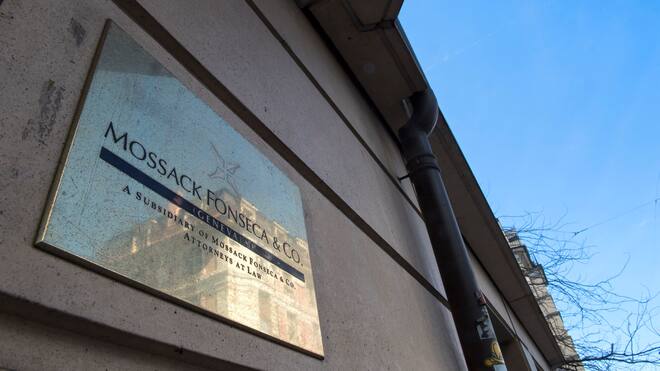 MOSSACK FONSECA & CO.
(GENEVA)
A SUBSIDIARY OF MOSSACK FONSECA & CO.
ATTORNEYS AT LAW